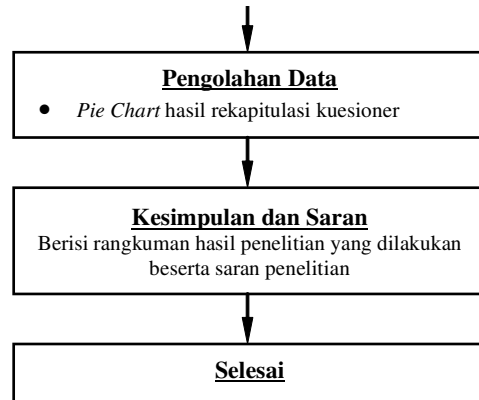 Pengolahan Data
● Pie Chart hasil rekapitulasi kuesioner
Kesimpulan dan Saran
Berisi rangkuman hasil penelitian yang dilakukan
beserta saran penelitian
Selesai